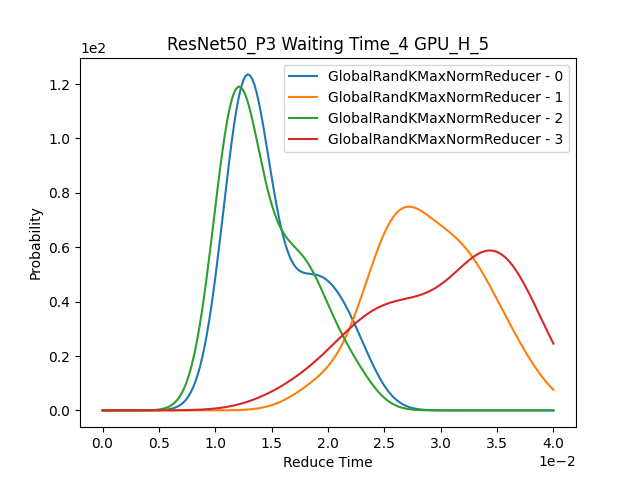 ResNet50_P3 Waiting Time_4 GPU_H_5
1e2
GlobalRandKMaxNormReducer - 0
GlobalRandKMaxNormReducer - 1
GlobalRandKMaxNormReducer - 2
GlobalRandKMaxNormReducer - 3
1.2
1.0
0.8
0.6
0.4
0.2
0.0
Probability
0.0 0.5 1.0 1.5 2.0 2.5 3.0 3.5 4.0
Reduce Time
1e−2